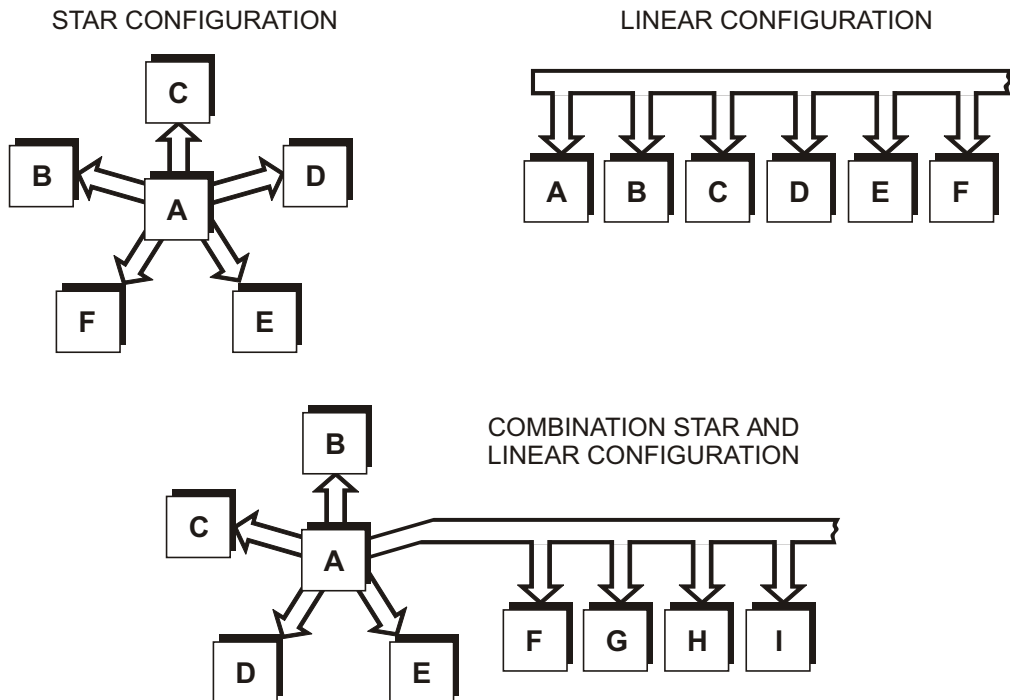 STAR CONFIGURATION
C
B
D
A
F
E
LINEAR CONFIGURATION
A B C D E F
COMBINATION STAR AND
LINEAR CONFIGURATION
B
C
A
D
E
F G H I